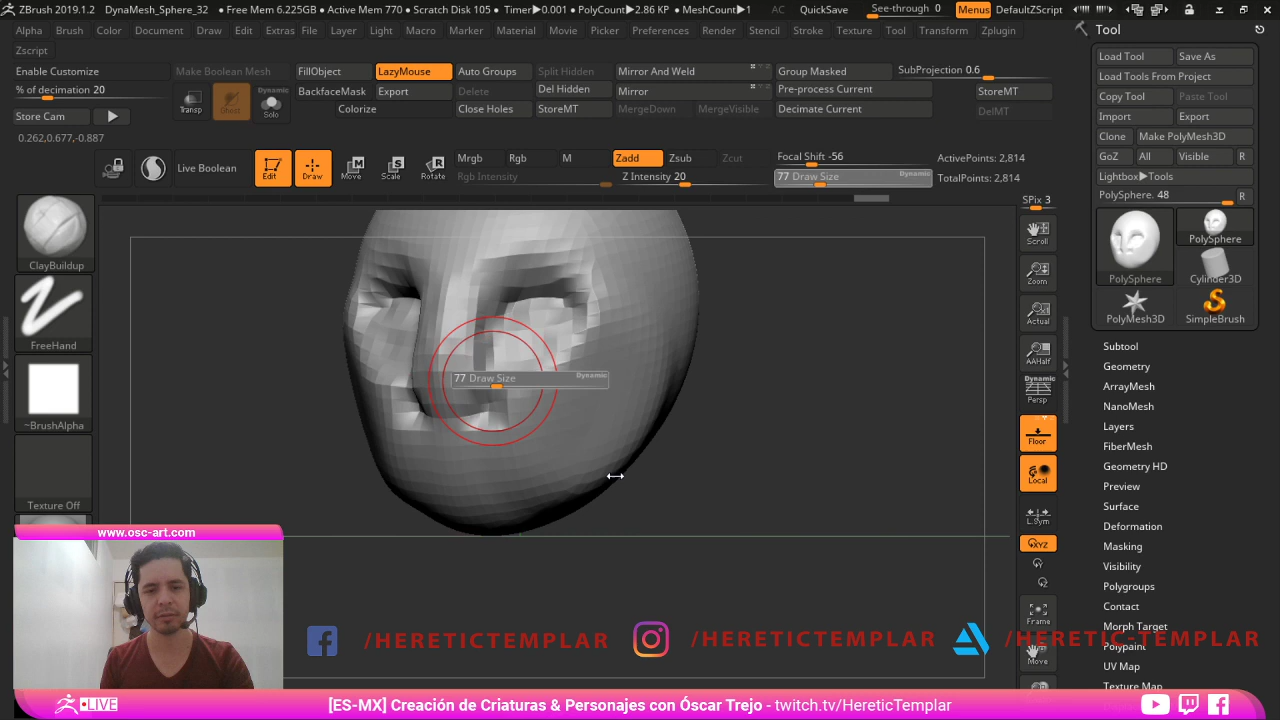 ZBrush 2019.1.2 DynaMesh_Sphere_32 • Free Mem 6.225GB • Active Mem 770 • Scratch Disk 105 • Timer▶0.001 • PolyCount▶2.86 KP • MeshCount▶1 AC QuickSave See-through 0 Menus DefaultZScript
Alpha Brush Color Document Draw Edit Extras File Layer Light Macro Marker Material Movie Picker Preferences Render Stencil Stroke Texture Tool Transform Zplugin
Zscript
Tool
Enable Customize Make Boolean Mesh FillObject LazyMouse Auto Groups Split Hidden Mirror And Weld Group Masked SubProjection 0.6
% of decimation 20 Transp Ghost Dynamic Solo BackfaceMask Export Delete Del Hidden Mirror Pre-process Current StoreMT
Store Cam Colorize Close Holes StoreMT MergeDown MergeVisible Decimate Current DelMT
0.262,0.677,-0.887
Live Boolean Edit Draw Move Scale Rotate Mrgb Rgb M Zadd Zsub Zcut Focal Shift -56 ActivePoints: 2,814
Rgb Intensity Z Intensity 20 77 Draw Size Dynamic TotalPoints: 2,814
Load Tool Save As
Load Tools From Project
Copy Tool Paste Tool
Import Export
Clone Make PolyMesh3D
GoZ All Visible R
Lightbox▶Tools
PolySphere. 48 R
PolySphere PolySphere
Cylinder3D
PolyMesh3D SimpleBrush
ClayBuildup
FreeHand
~BrushAlpha
Texture Off
77 Draw Size Dynamic
SPix 3
Scroll
Zoom
Actual
AAHalf
Dynamic
Persp
Floor
Local
L.Sym
XYZ
Frame
Move
Subtool
Geometry
ArrayMesh
NanoMesh
Layers
FiberMesh
Geometry HD
Preview
Surface
Deformation
Masking
Visibility
Polygroups
Contact
Morph Target
Polypaint
UV Map
Texture Map
www.osc-art.com
/HERETICTEMPLAR /HERETICTEMPLAR /HERETIC-TEMPLAR
LIVE [ES-MX] Creación de Criaturas & Personajes con Óscar Trejo - twitch.tv/HereticTemplar